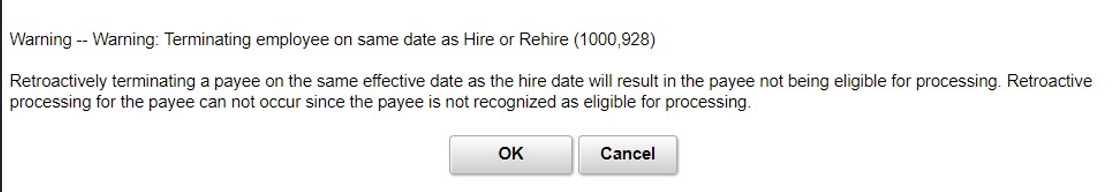 Warning -- Warning: Terminating employee on same date as Hire or Rehire (1000,928)
Retroactively terminating a payee on the same effective date as the hire date will result in the payee not being eligible for processing. Retroactive
processing for the payee can not occur since the payee is not recognized as eligible for processing.
OK Cancel